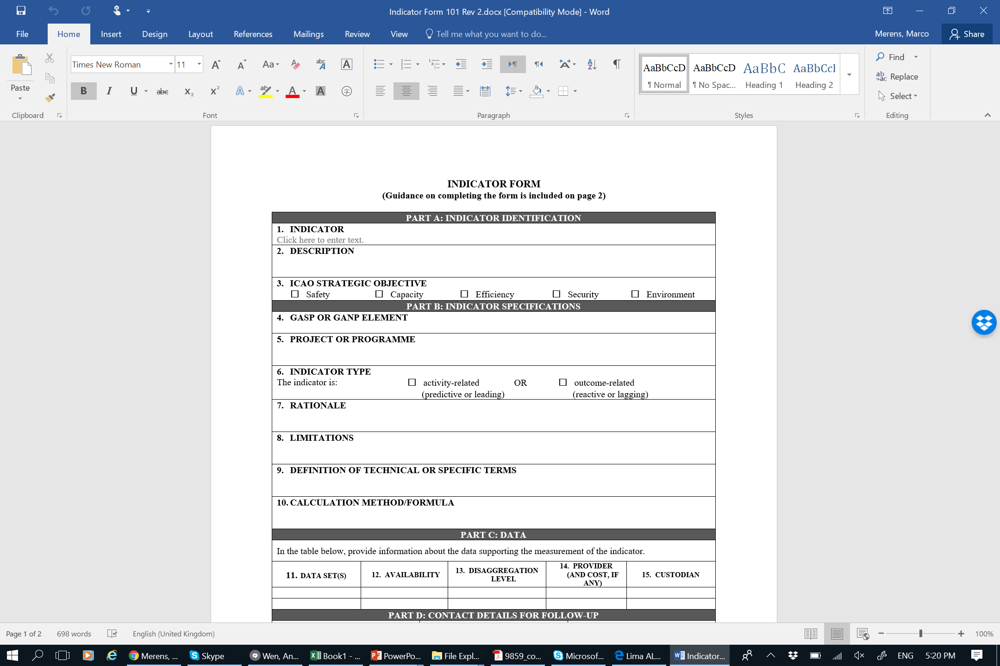 Indicator Form 101 Rev 2.docx [Compatibility Mode] - Word
File Home Insert Design Layout References Mailings Review View Tell me what you want to do... Merens, Marco Share
Paste
Clipboard
Times New Roman 11
Font
Paragraph
AaBbCcD AaBbCcD AaBbC AaBbCcI
¶ Normal ¶ No Spac... Heading 1 Heading 2
Styles
Find
Replace
Select
Editing
INDICATOR FORM
(Guidance on completing the form is included on page 2)
PART A: INDICATOR IDENTIFICATION
1. INDICATOR
Click here to enter text.
2. DESCRIPTION
3. ICAO STRATEGIC OBJECTIVE
☐ Safety ☐ Capacity ☐ Efficiency ☐ Security ☐ Environment
PART B: INDICATOR SPECIFICATIONS
4. GASP OR GANP ELEMENT
5. PROJECT OR PROGRAMME
6. INDICATOR TYPE
The indicator is: ☐ activity-related OR ☐ outcome-related
(predictive or leading) (reactive or lagging)
7. RATIONALE
8. LIMITATIONS
9. DEFINITION OF TECHNICAL OR SPECIFIC TERMS
10. CALCULATION METHOD/FORMULA
PART C: DATA
In the table below, provide information about the data supporting the measurement of the indicator.
11. DATA SET(S) 12. AVAILABILITY 13. DISAGGREGATION LEVEL 14. PROVIDER (AND COST, IF ANY) 15. CUSTODIAN
PART D: CONTACT DETAILS FOR FOLLOW-UP
Page 1 of 2 698 words English (United Kingdom) 100%
Merens, ... Skype Wen, An... Book1 - ... PowerPo... File Expl... 9859_co... Microsof... Lima AL... Indicator... ENG 5:20 PM